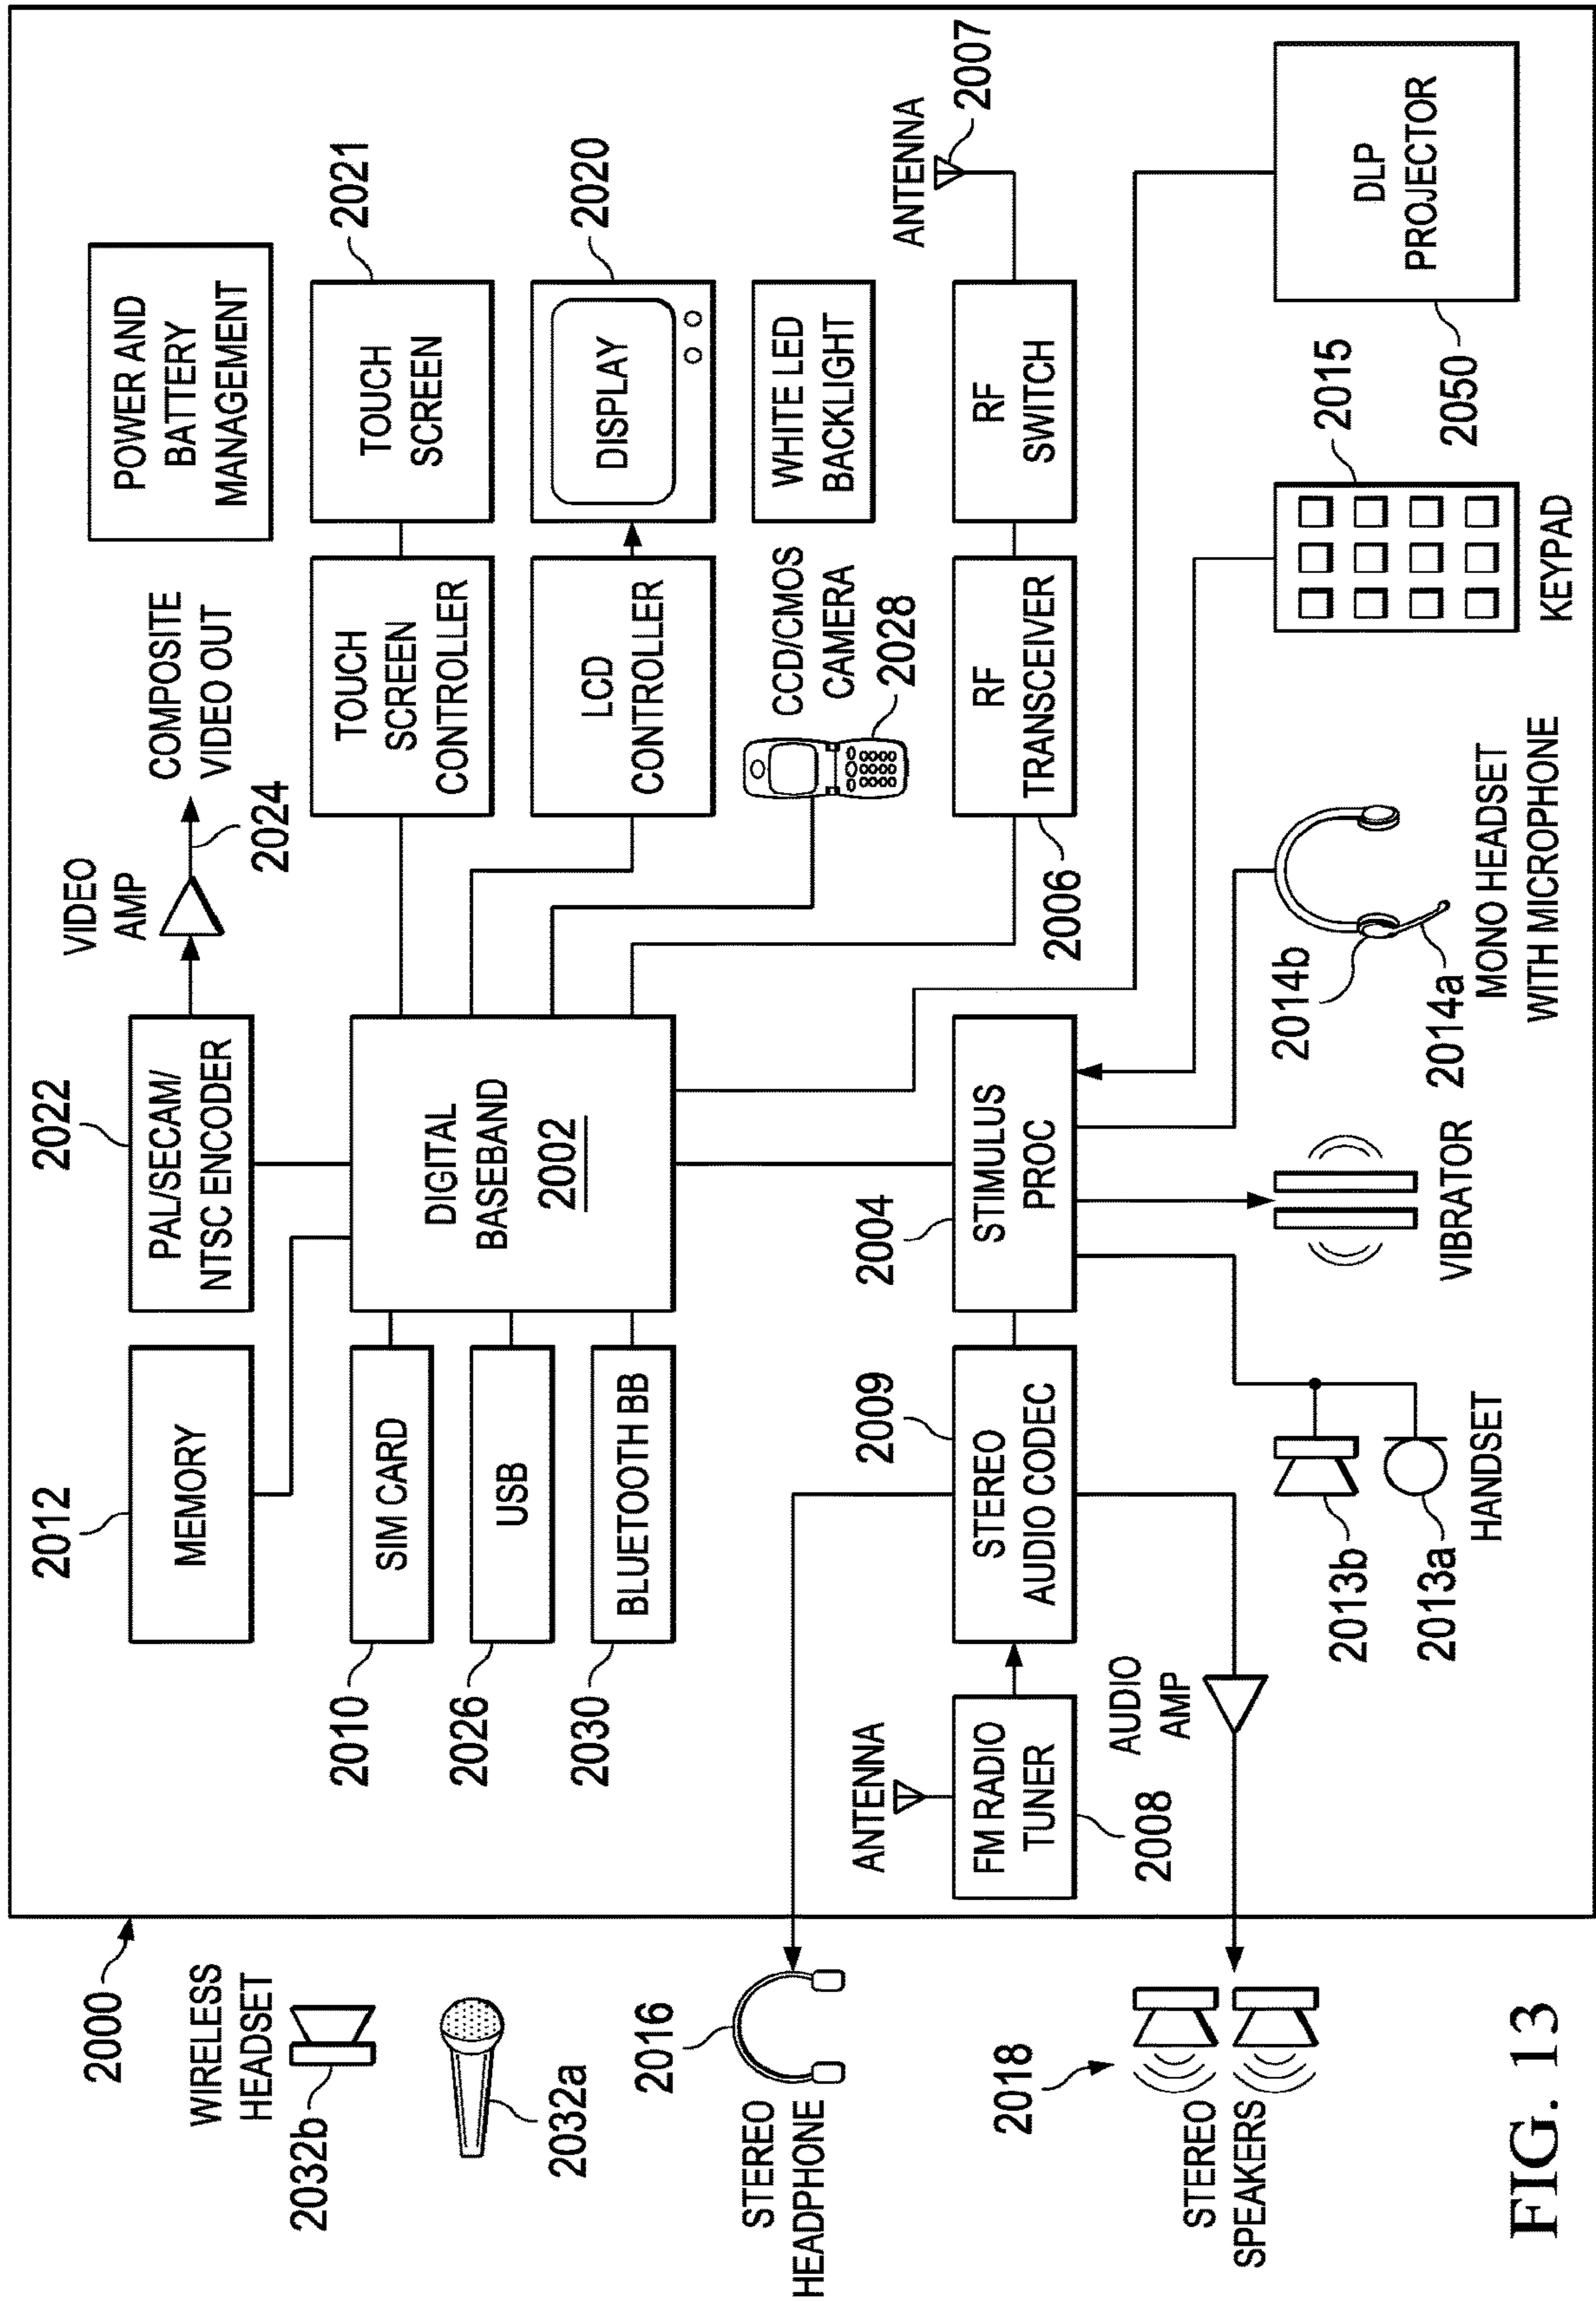 2000
WIRELESS
HEADSET
2032b
2032a
2016
STEREO
HEADPHONE
2018
STEREO
SPEAKERS
2012
MEMORY
2022
PAL/SECAM/
NTSC ENCODER
VIDEO
AMP
2024
COMPOSITE
VIDEO OUT
POWER AND
BATTERY
MANAGEMENT
2010
SIM CARD
2026
USB
2030
BLUETOOTH BB
DIGITAL
BASEBAND
2002
TOUCH
SCREEN
CONTROLLER
TOUCH
SCREEN
2021
LCD
CONTROLLER
DISPLAY
2020
CCD/CMOS
CAMERA
2028
WHITE LED
BACKLIGHT
ANTENNA
FM RADIO
TUNER
2008
2009
STEREO
AUDIO CODEC
AUDIO
AMP
2004
STIMULUS
PROC
2006
RF
TRANSCEIVER
RF
SWITCH
ANTENNA
2007
2013b
2013a
HANDSET
VIBRATOR
2014b
2014a
MONO HEADSET
WITH MICROPHONE
2015
KEYPAD
2050
DLP
PROJECTOR
FIG. 13